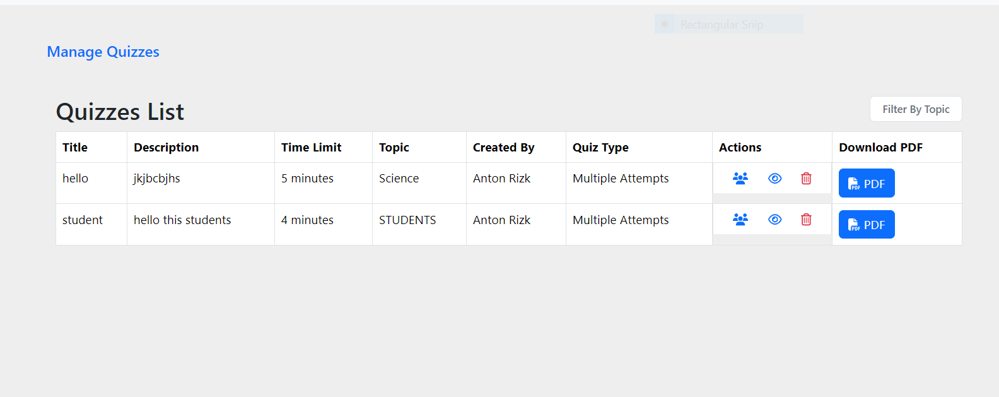 Rectangular Snip
Manage Quizzes
Quizzes List
Filter By Topic
Title Description Time Limit Topic Created By Quiz Type Actions Download PDF
hello jkjbcbjhs 5 minutes Science Anton Rizk Multiple Attempts PDF
student hello this students 4 minutes STUDENTS Anton Rizk Multiple Attempts PDF